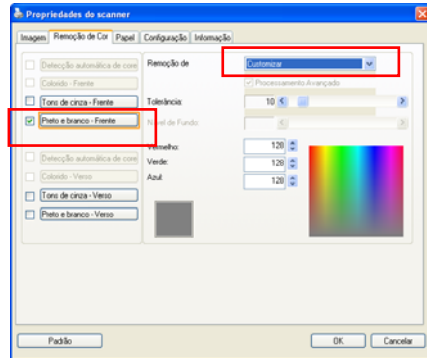 Propriedades do scanner
Imagem Remoção de Cor Papel Configuração Informação
Detecção automática de core
Colorido - Frente
Tons de cinza - Frente
Preto e branco - Frente
Detecção automática de core
Colorido - Verso
Tons de cinza - Verso
Preto e branco - Verso
Remoção de Customizar
Processamento Avançado
Tolerância: 10
Nível de Fundo:
Vermelho: 128
Verde: 128
Azul: 128
Padrão OK Cancelar